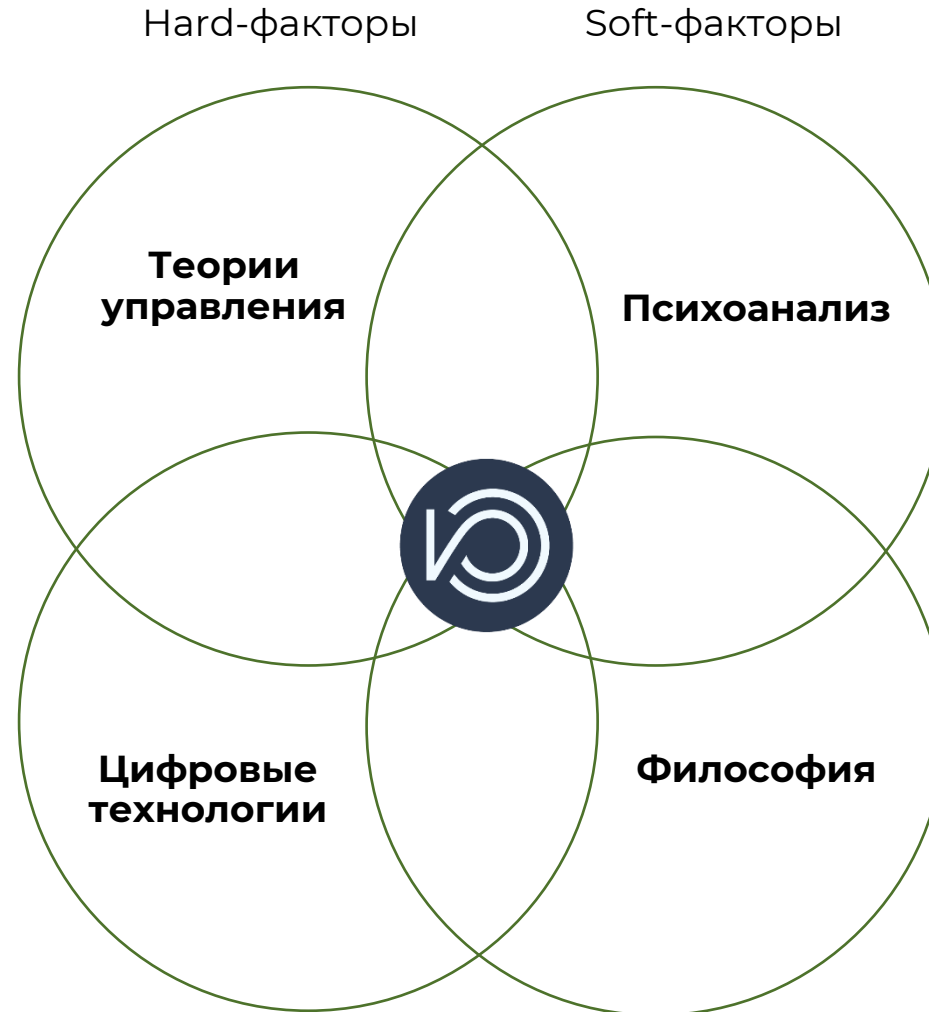 Hard-факторы
Soft-факторы
Теории
управления
Психоанализ
Цифровые
технологии
Философия